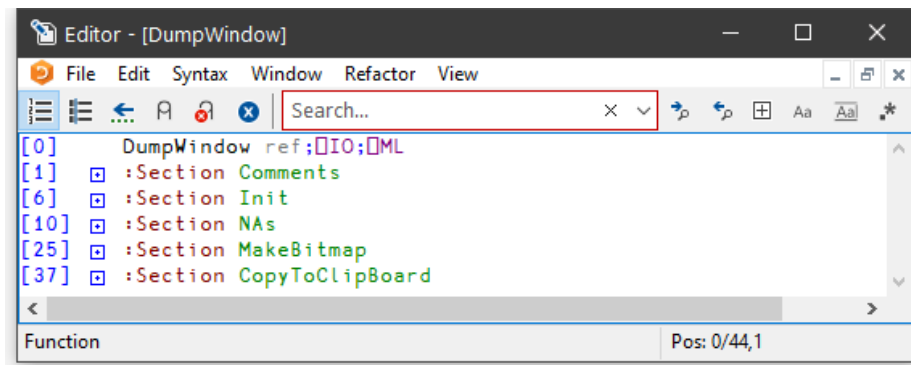 Editor - [DumpWindow]
File Edit Syntax Window Refactor View
Search... Aa Aa .*
[0] DumpWindow ref;⎕IO;⎕ML
[1] :Section Comments
[6] :Section Init
[10] :Section NAs
[25] :Section MakeBitmap
[37] :Section CopyToClipBoard
Function Pos: 0/44,1